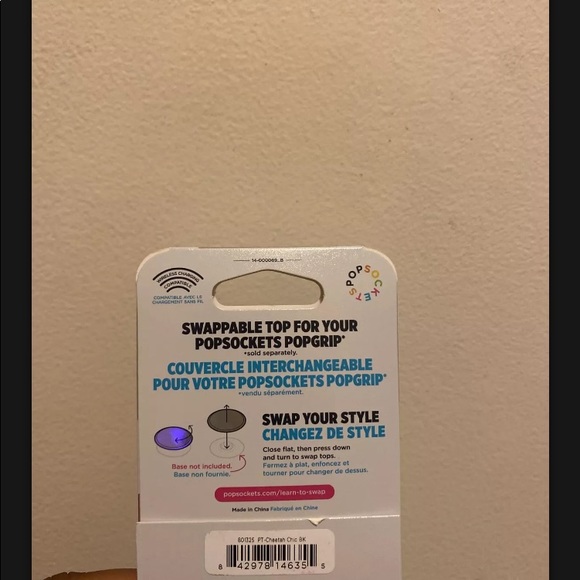 14-000069_B
WIRELESS CHARGING
COMPATIBLE
COMPATIBLE AVEC LE
CHARGEMENT SANS FIL
POPSOCKETS
SWAPPABLE TOP FOR YOUR
POPSOCKETS POPGRIP*
*sold separately.
COUVERCLE INTERCHANGEABLE
POUR VOTRE POPSOCKETS POPGRIP*
*vendu séparément.
SWAP YOUR STYLE
CHANGEZ DE STYLE
Close flat, then press down
and turn to swap tops.
Fermez à plat, enfoncez et
tourner pour changer de dessus.
Base not included.
Base non fournie.
popsockets.com/learn-to-swap
Made in China Fabriqué en Chine
801325 PT-Cheetah Chic BK
8 42978 14635 5